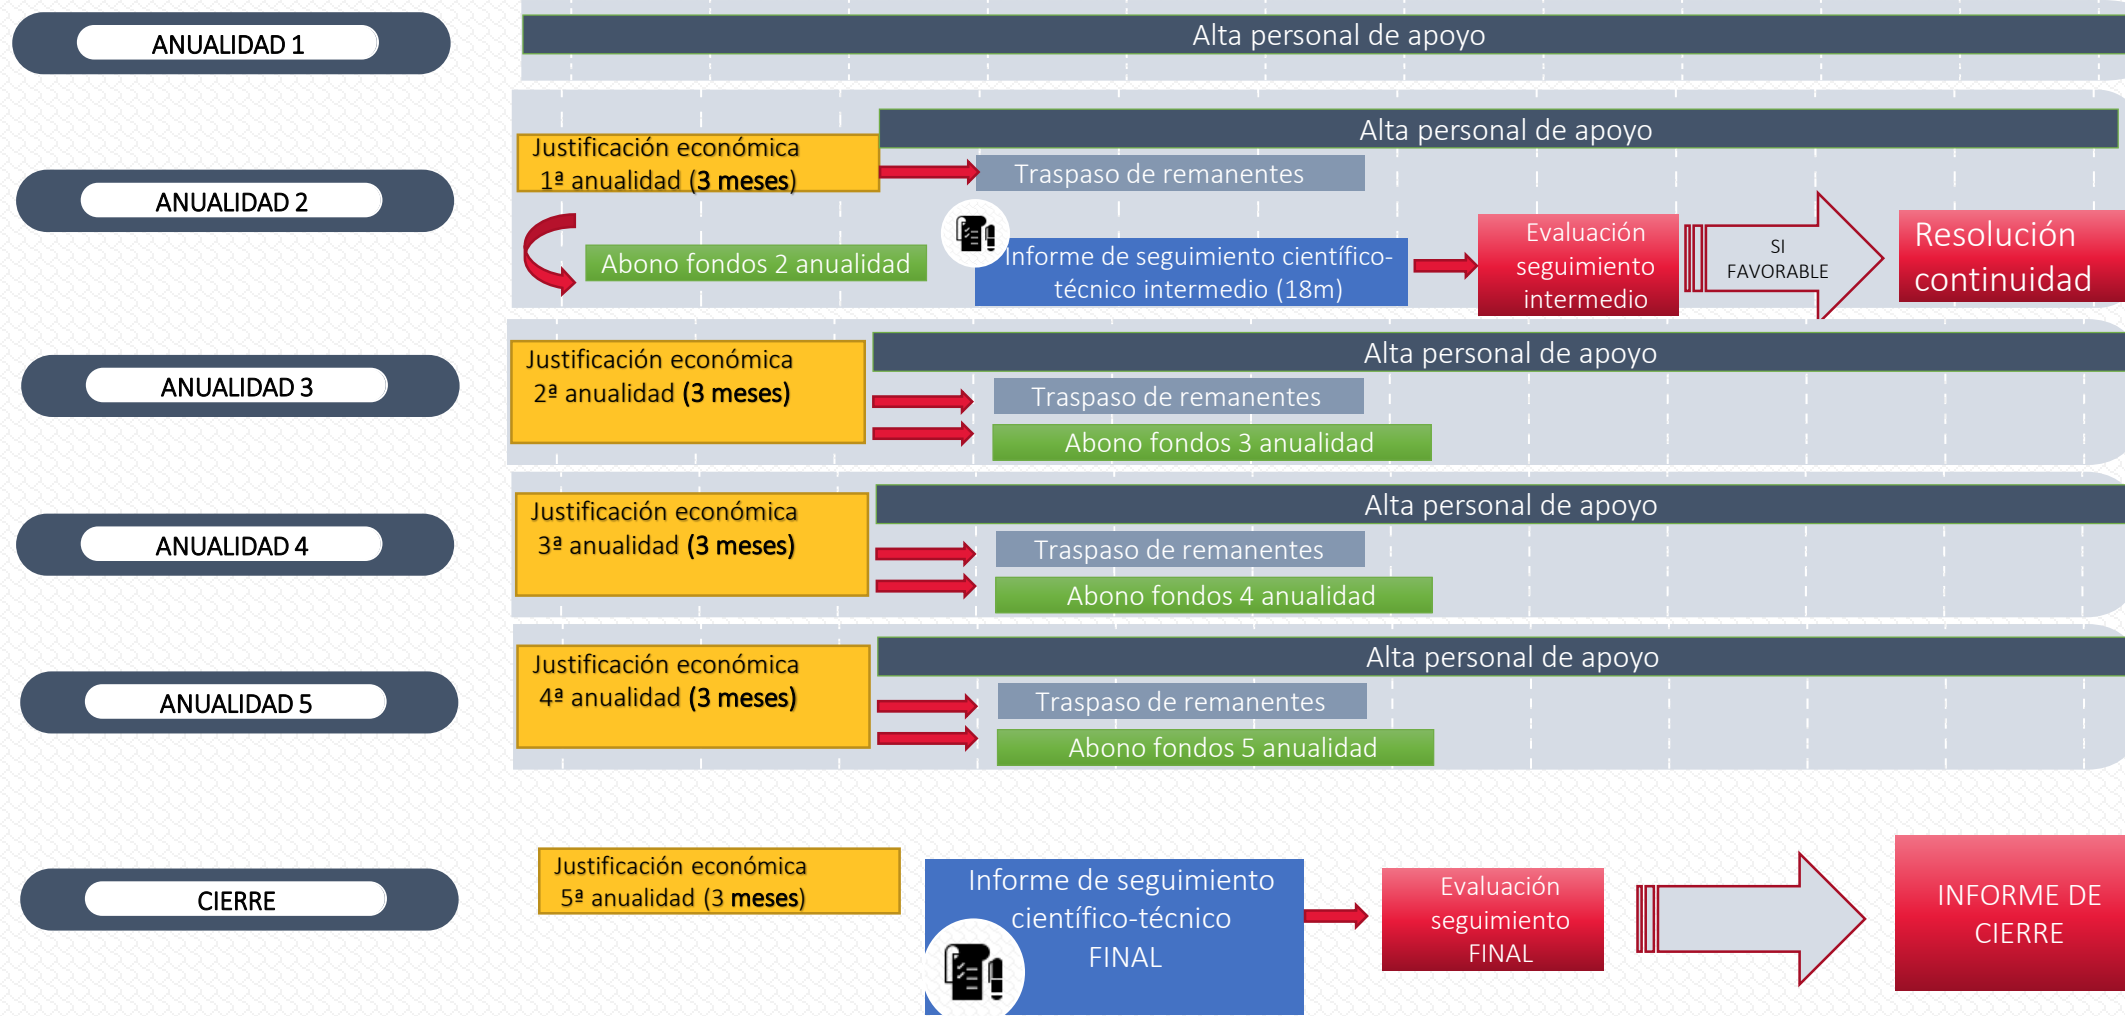 ANUALIDAD 1
Alta personal de apoyo
ANUALIDAD 2
Alta personal de apoyo
Justificación económica
1ª anualidad (3 meses)
Traspaso de remanentes
Abono fondos 2 anualidad
Informe de seguimiento científico-
técnico intermedio (18m)
Evaluación
seguimiento
intermedio
SI
FAVORABLE
Resolución
continuidad
ANUALIDAD 3
Alta personal de apoyo
Justificación económica
2ª anualidad (3 meses)
Traspaso de remanentes
Abono fondos 3 anualidad
ANUALIDAD 4
Alta personal de apoyo
Justificación económica
3ª anualidad (3 meses)
Traspaso de remanentes
Abono fondos 4 anualidad
ANUALIDAD 5
Alta personal de apoyo
Justificación económica
4ª anualidad (3 meses)
Traspaso de remanentes
Abono fondos 5 anualidad
CIERRE
Justificación económica
5ª anualidad (3 meses)
Informe de seguimiento
científico-técnico
FINAL
Evaluación
seguimiento
FINAL
INFORME DE
CIERRE